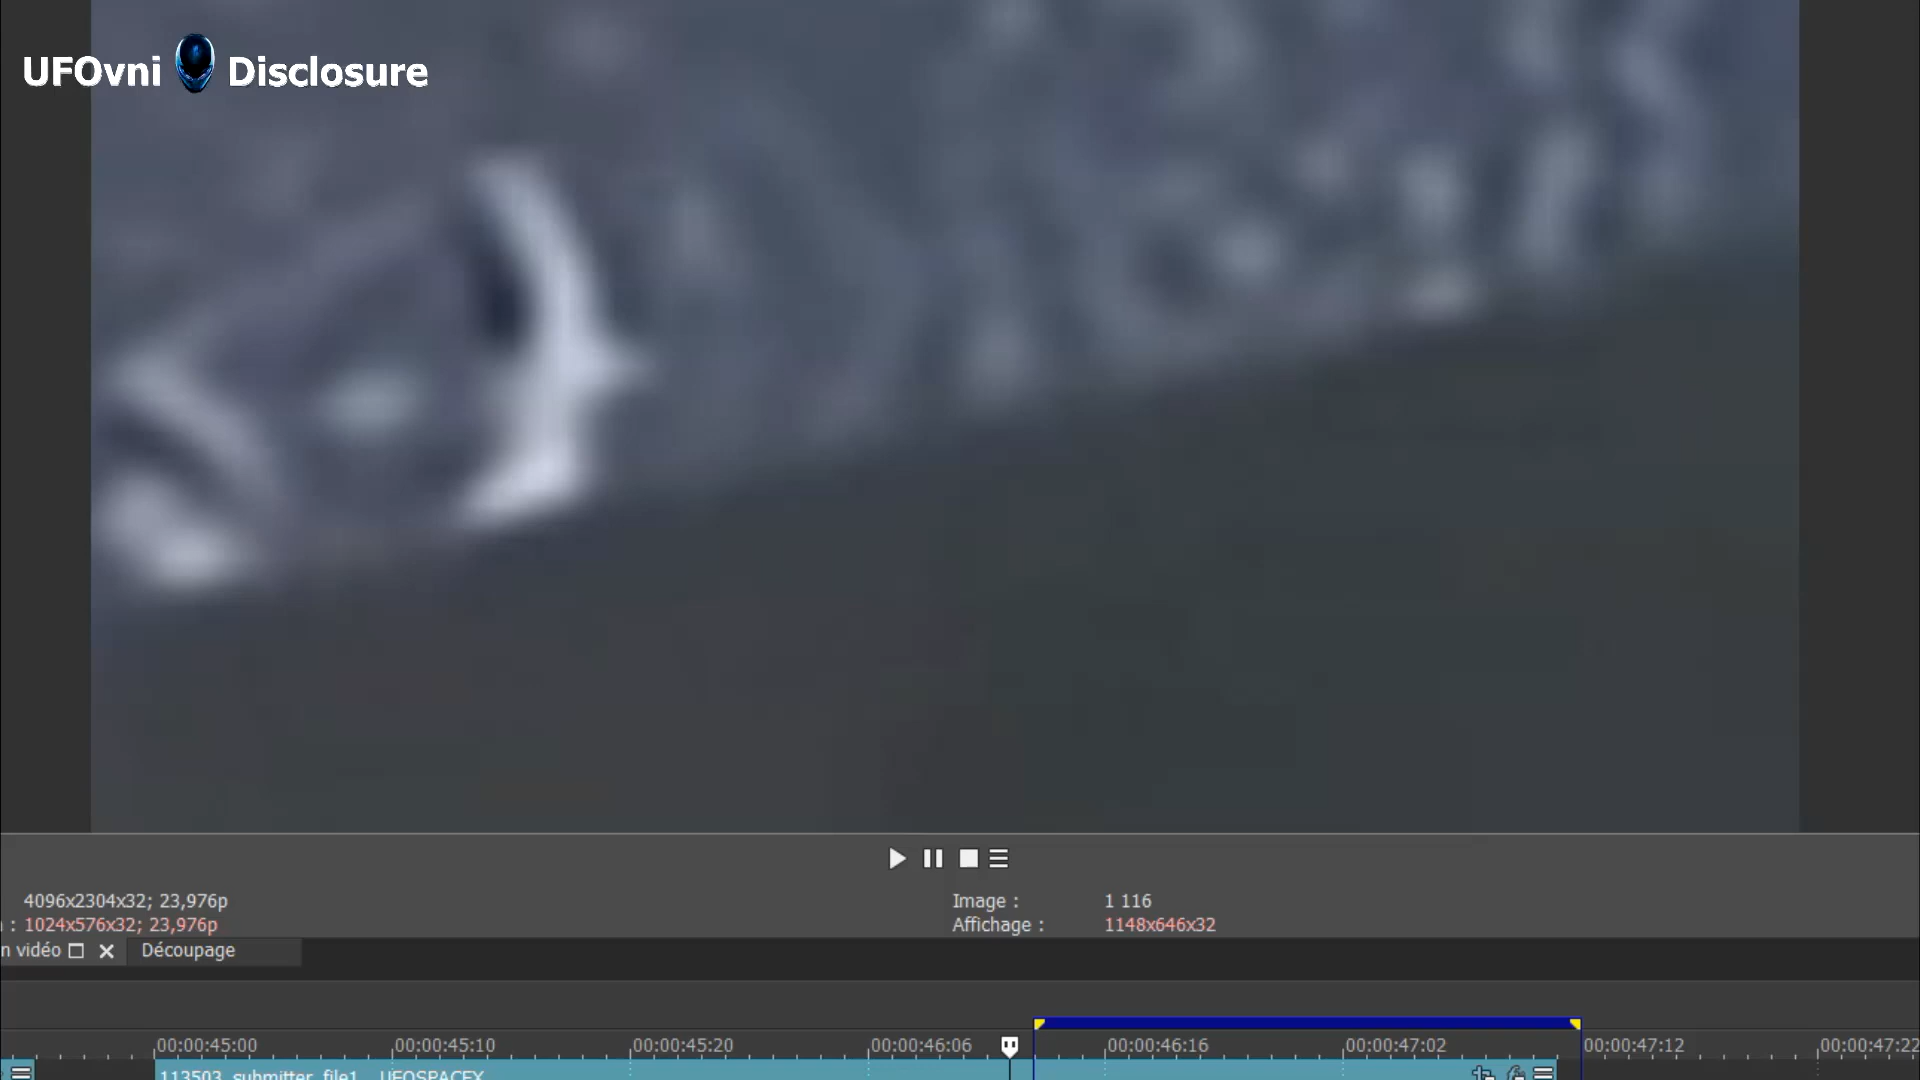 UFOvni Disclosure
4096x2304x32; 23,976p
Image : 1 116
: 1024x576x32; 23,976p
Affichage : 1148x646x32
n vidéo Découpage
00:00:45:00 00:00:45:10 00:00:45:20 00:00:46:06 00:00:46:16 00:00:47:02 00:00:47:12 00:00:47:22
113503_submitter_file1__UFOSPACEX